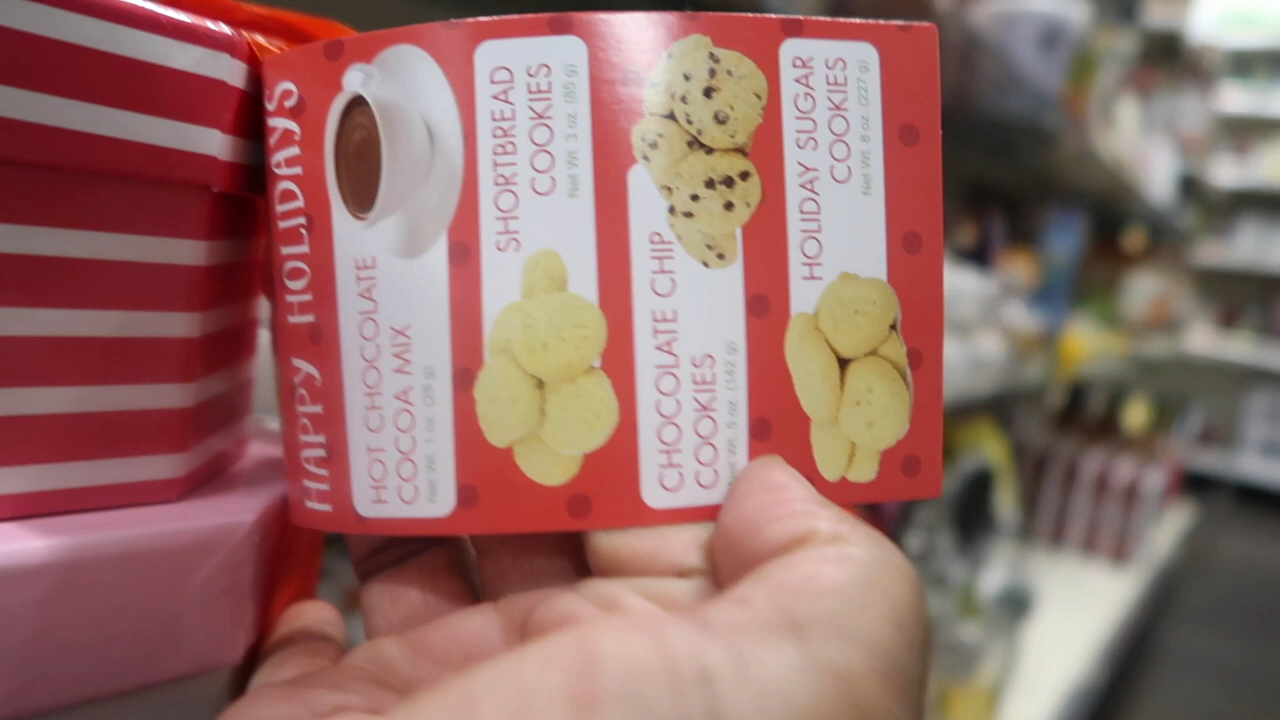 HAPPY HOLIDAYS
HOT CHOCOLATE
COCOA MIX
Net Wt. 1 oz. (28 g)
SHORTBREAD
COOKIES
Net Wt. 3 oz. (85 g)
CHOCOLATE CHIP
COOKIES
Net Wt. 5 oz. (142 g)
HOLIDAY SUGAR
COOKIES
Net Wt. 8 oz. (227 g)